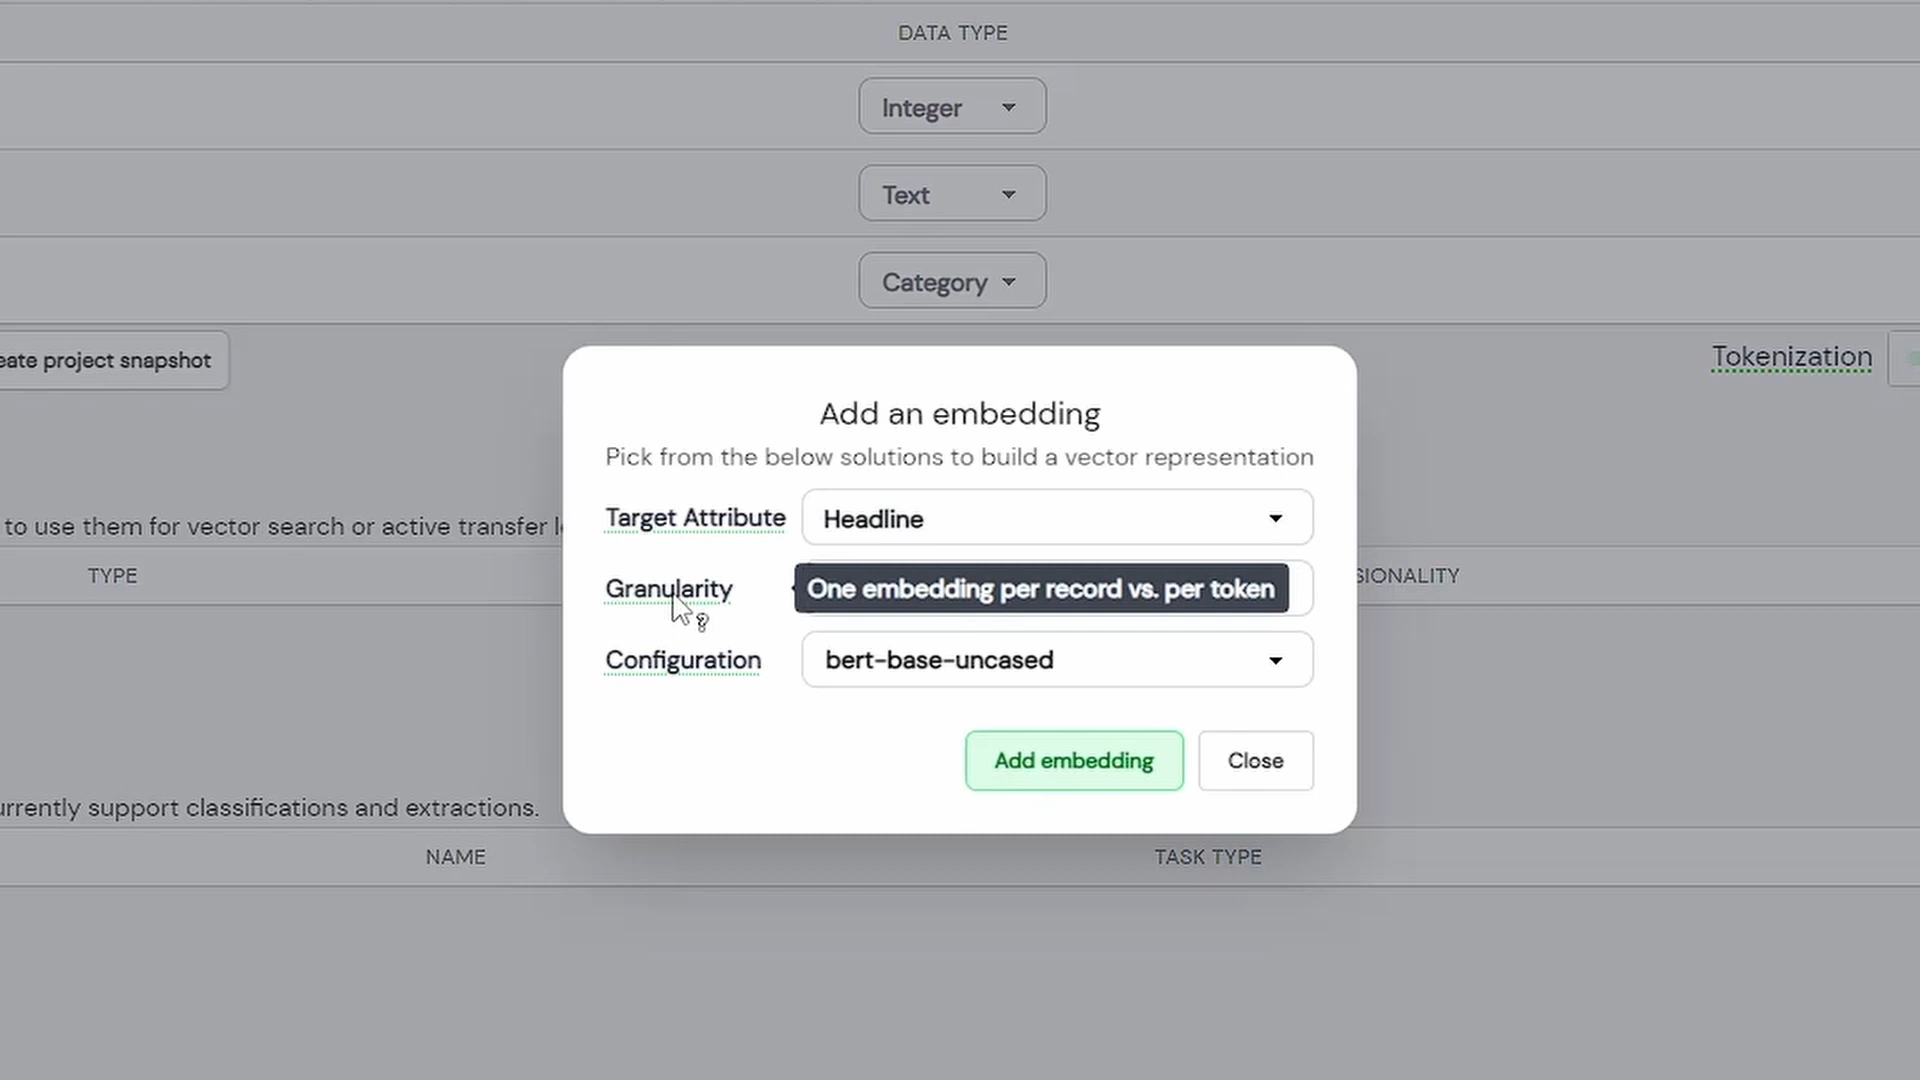 DATA TYPE
Integer
Text
Category
eate project snapshot
Tokenization
Add an embedding
Pick from the below solutions to build a vector representation
Target Attribute Headline
to use them for vector search or active transfer l
TYPE
SIONALITY
Granularity One embedding per record vs. per token
Configuration bert-base-uncased
Add embedding Close
urrently support classifications and extractions.
NAME TASK TYPE